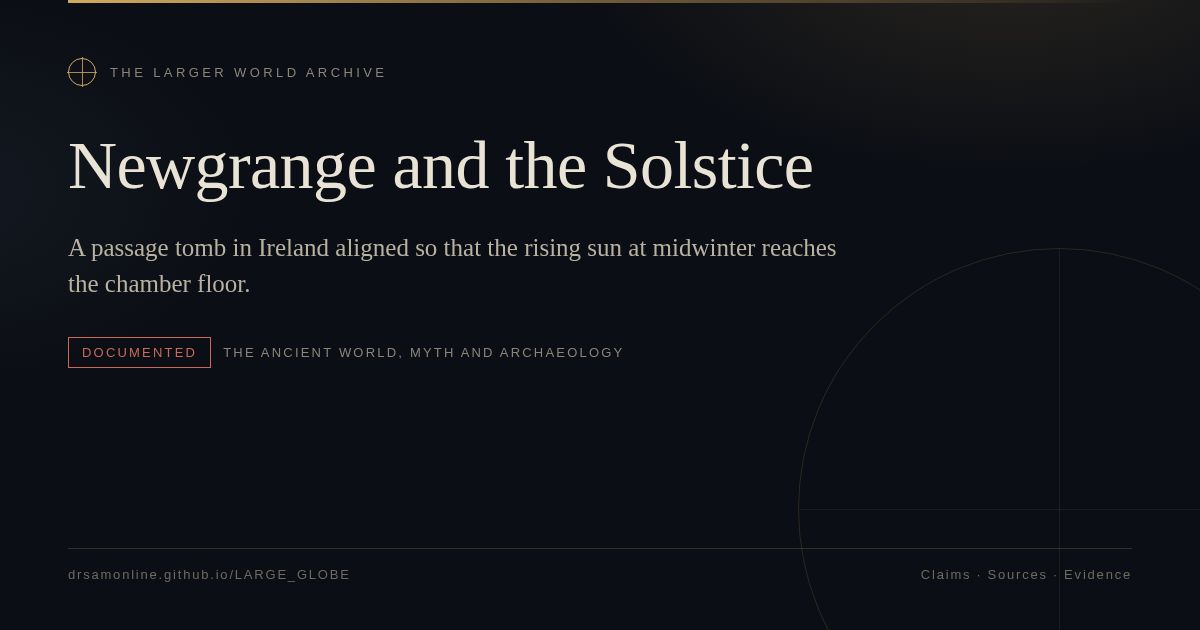 THE LARGER WORLD ARCHIVE
Newgrange and the Solstice
A passage tomb in Ireland aligned so that the rising sun at midwinter reaches
the chamber floor.
DOCUMENTED THE ANCIENT WORLD, MYTH AND ARCHAEOLOGY
drsamonline.github.io/LARGE_GLOBE Claims · Sources · Evidence